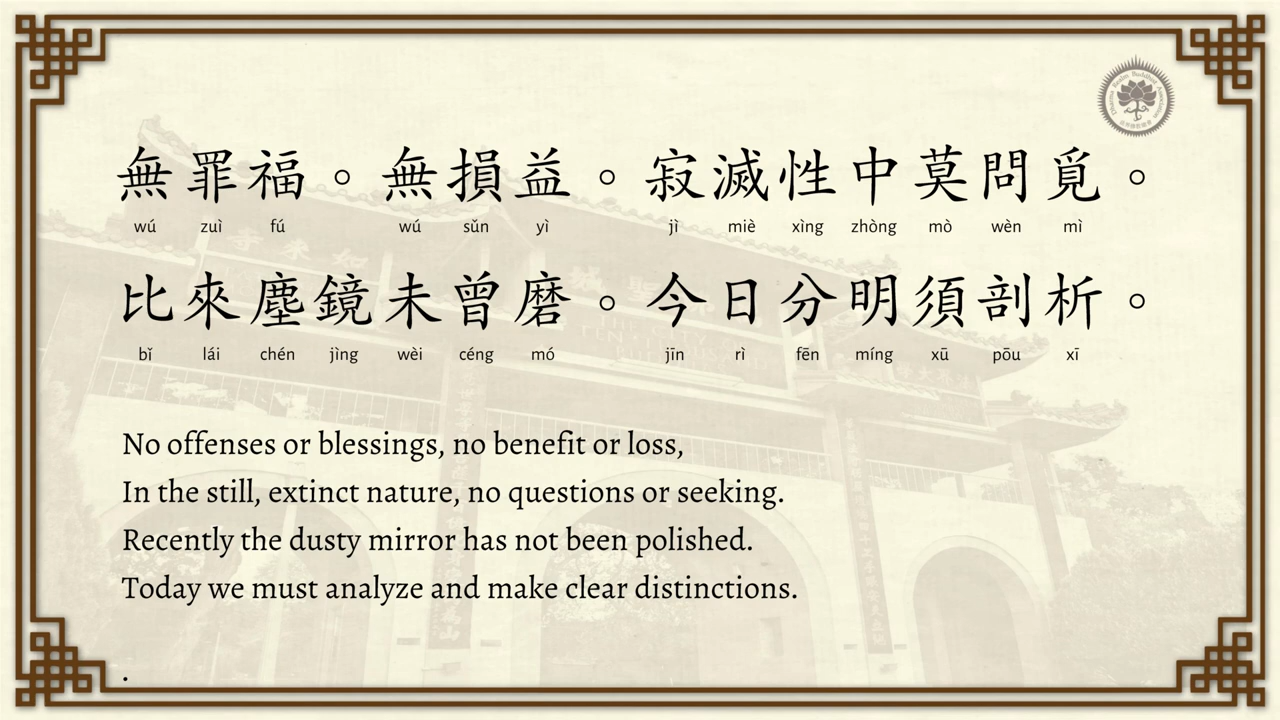 無罪福。無損益。寂滅性中莫問覓。
wú zuì fú wú sǔn yì jì miè xìng zhòng mò wèn mì
比來塵鏡未曾磨。今日分明須剖析。
bǐ lái chén jìng wèi céng mó jīn rì fēn míng xū pōu xī
No offenses or blessings, no benefit or loss,
In the still, extinct nature, no questions or seeking.
Recently the dusty mirror has not been polished.
Today we must analyze and make clear distinctions.
.